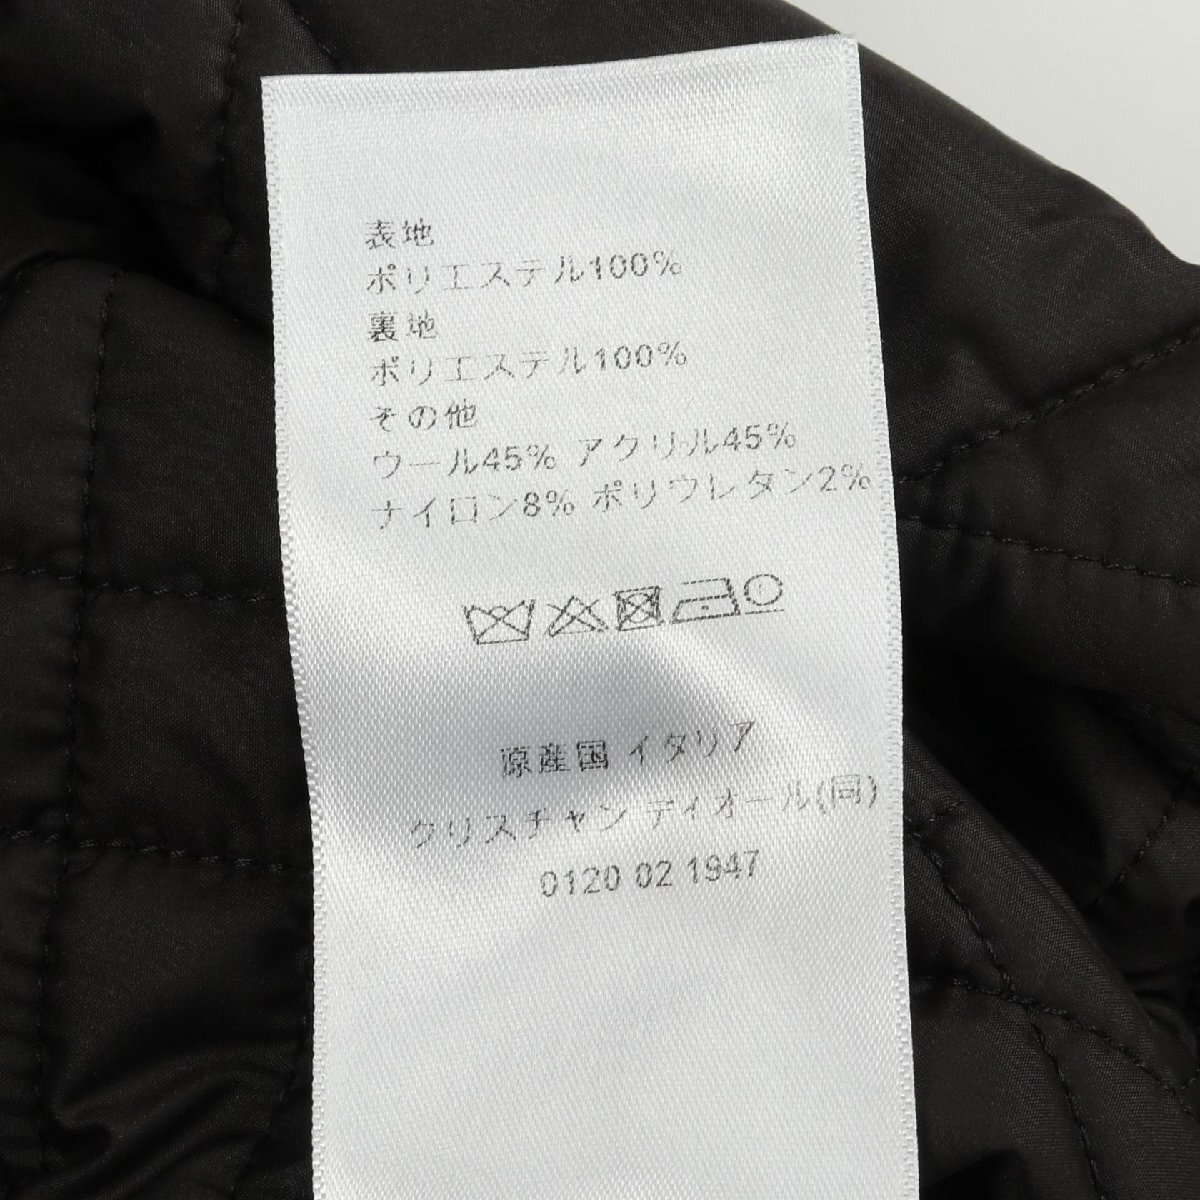 表地
ポリエステル100%
裏地
ポリエステル100%
その他
ウール45% アクリル45%
ナイロン8% ポリウレタン2%
原産国 イタリア
クリスチャン ディオール(同)
0120 02 1947